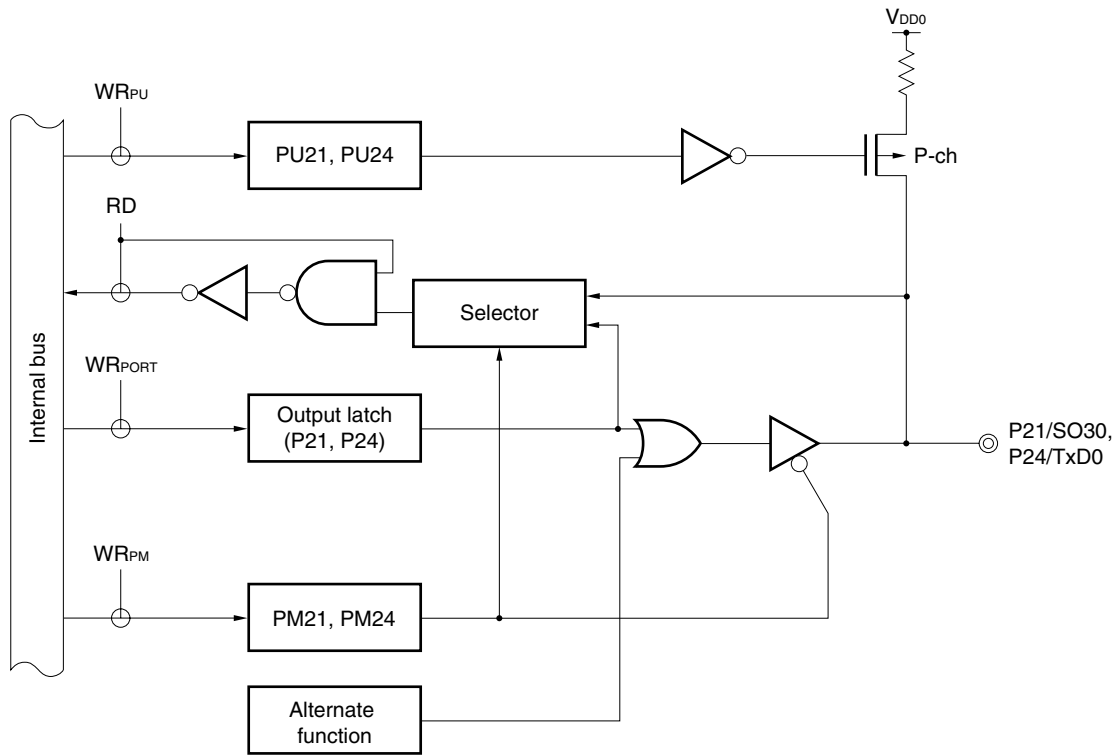 VDD0
WRPU
PU21, PU24
P-ch
RD
Selector
Internal bus
WRPORT
Output latch
(P21, P24)
P21/SO30,
P24/TxD0
WRPM
PM21, PM24
Alternate
function